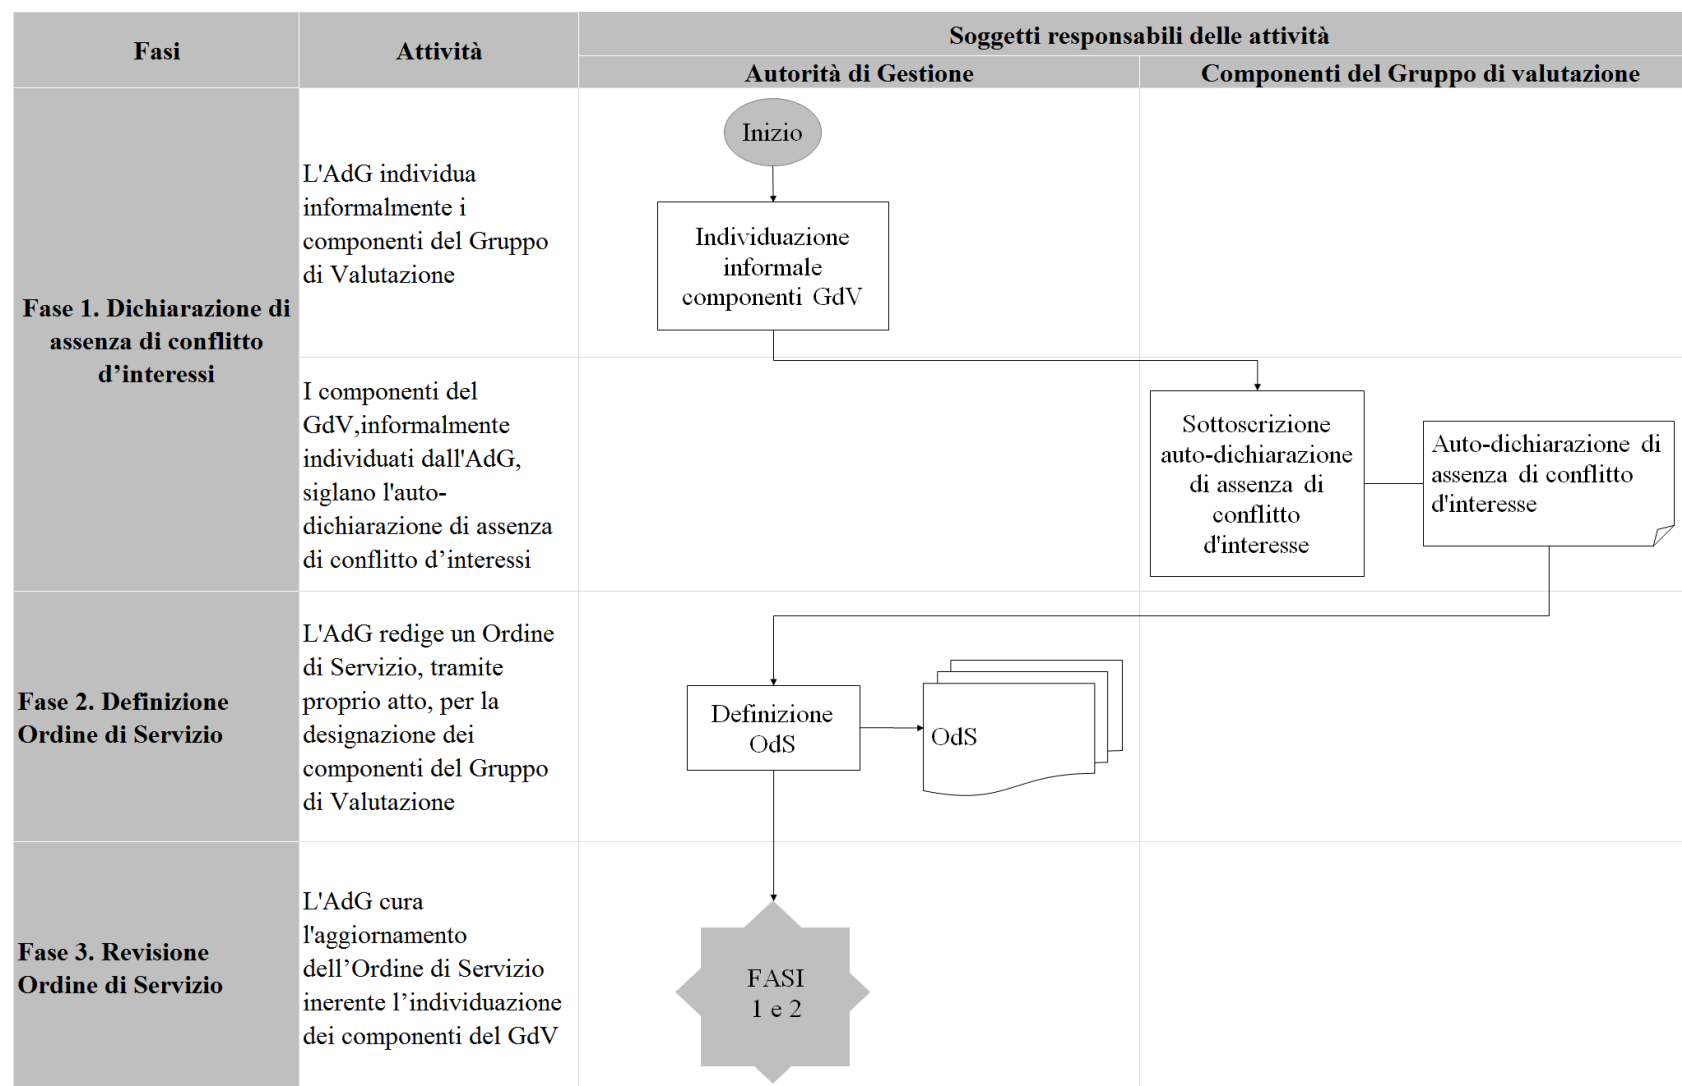 Fasi
Attività
Soggetti responsabili delle attività
Autorità di Gestione
Componenti del Gruppo di valutazione
Fase 1. Dichiarazione di
assenza di conflitto
d’interessi
L'AdG individua
informalmente i
componenti del Gruppo
di Valutazione
Inizio
Individuazione
informale
componenti GdV
I componenti del
GdV,informalmente
individuati dall'AdG,
siglano l'auto-
dichiarazione di assenza
di conflitto d’interessi
Sottoscrizione
auto-dichiarazione
di assenza di
conflitto
d'interesse
Auto-dichiarazione di
assenza di conflitto
d'interesse
Fase 2. Definizione
Ordine di Servizio
L'AdG redige un Ordine
di Servizio, tramite
proprio atto, per la
designazione dei
componenti del Gruppo
di Valutazione
Definizione
OdS
OdS
Fase 3. Revisione
Ordine di Servizio
L'AdG cura
l'aggiornamento
dell’Ordine di Servizio
inerente l’individuazione
dei componenti del GdV
FASI
1 e 2